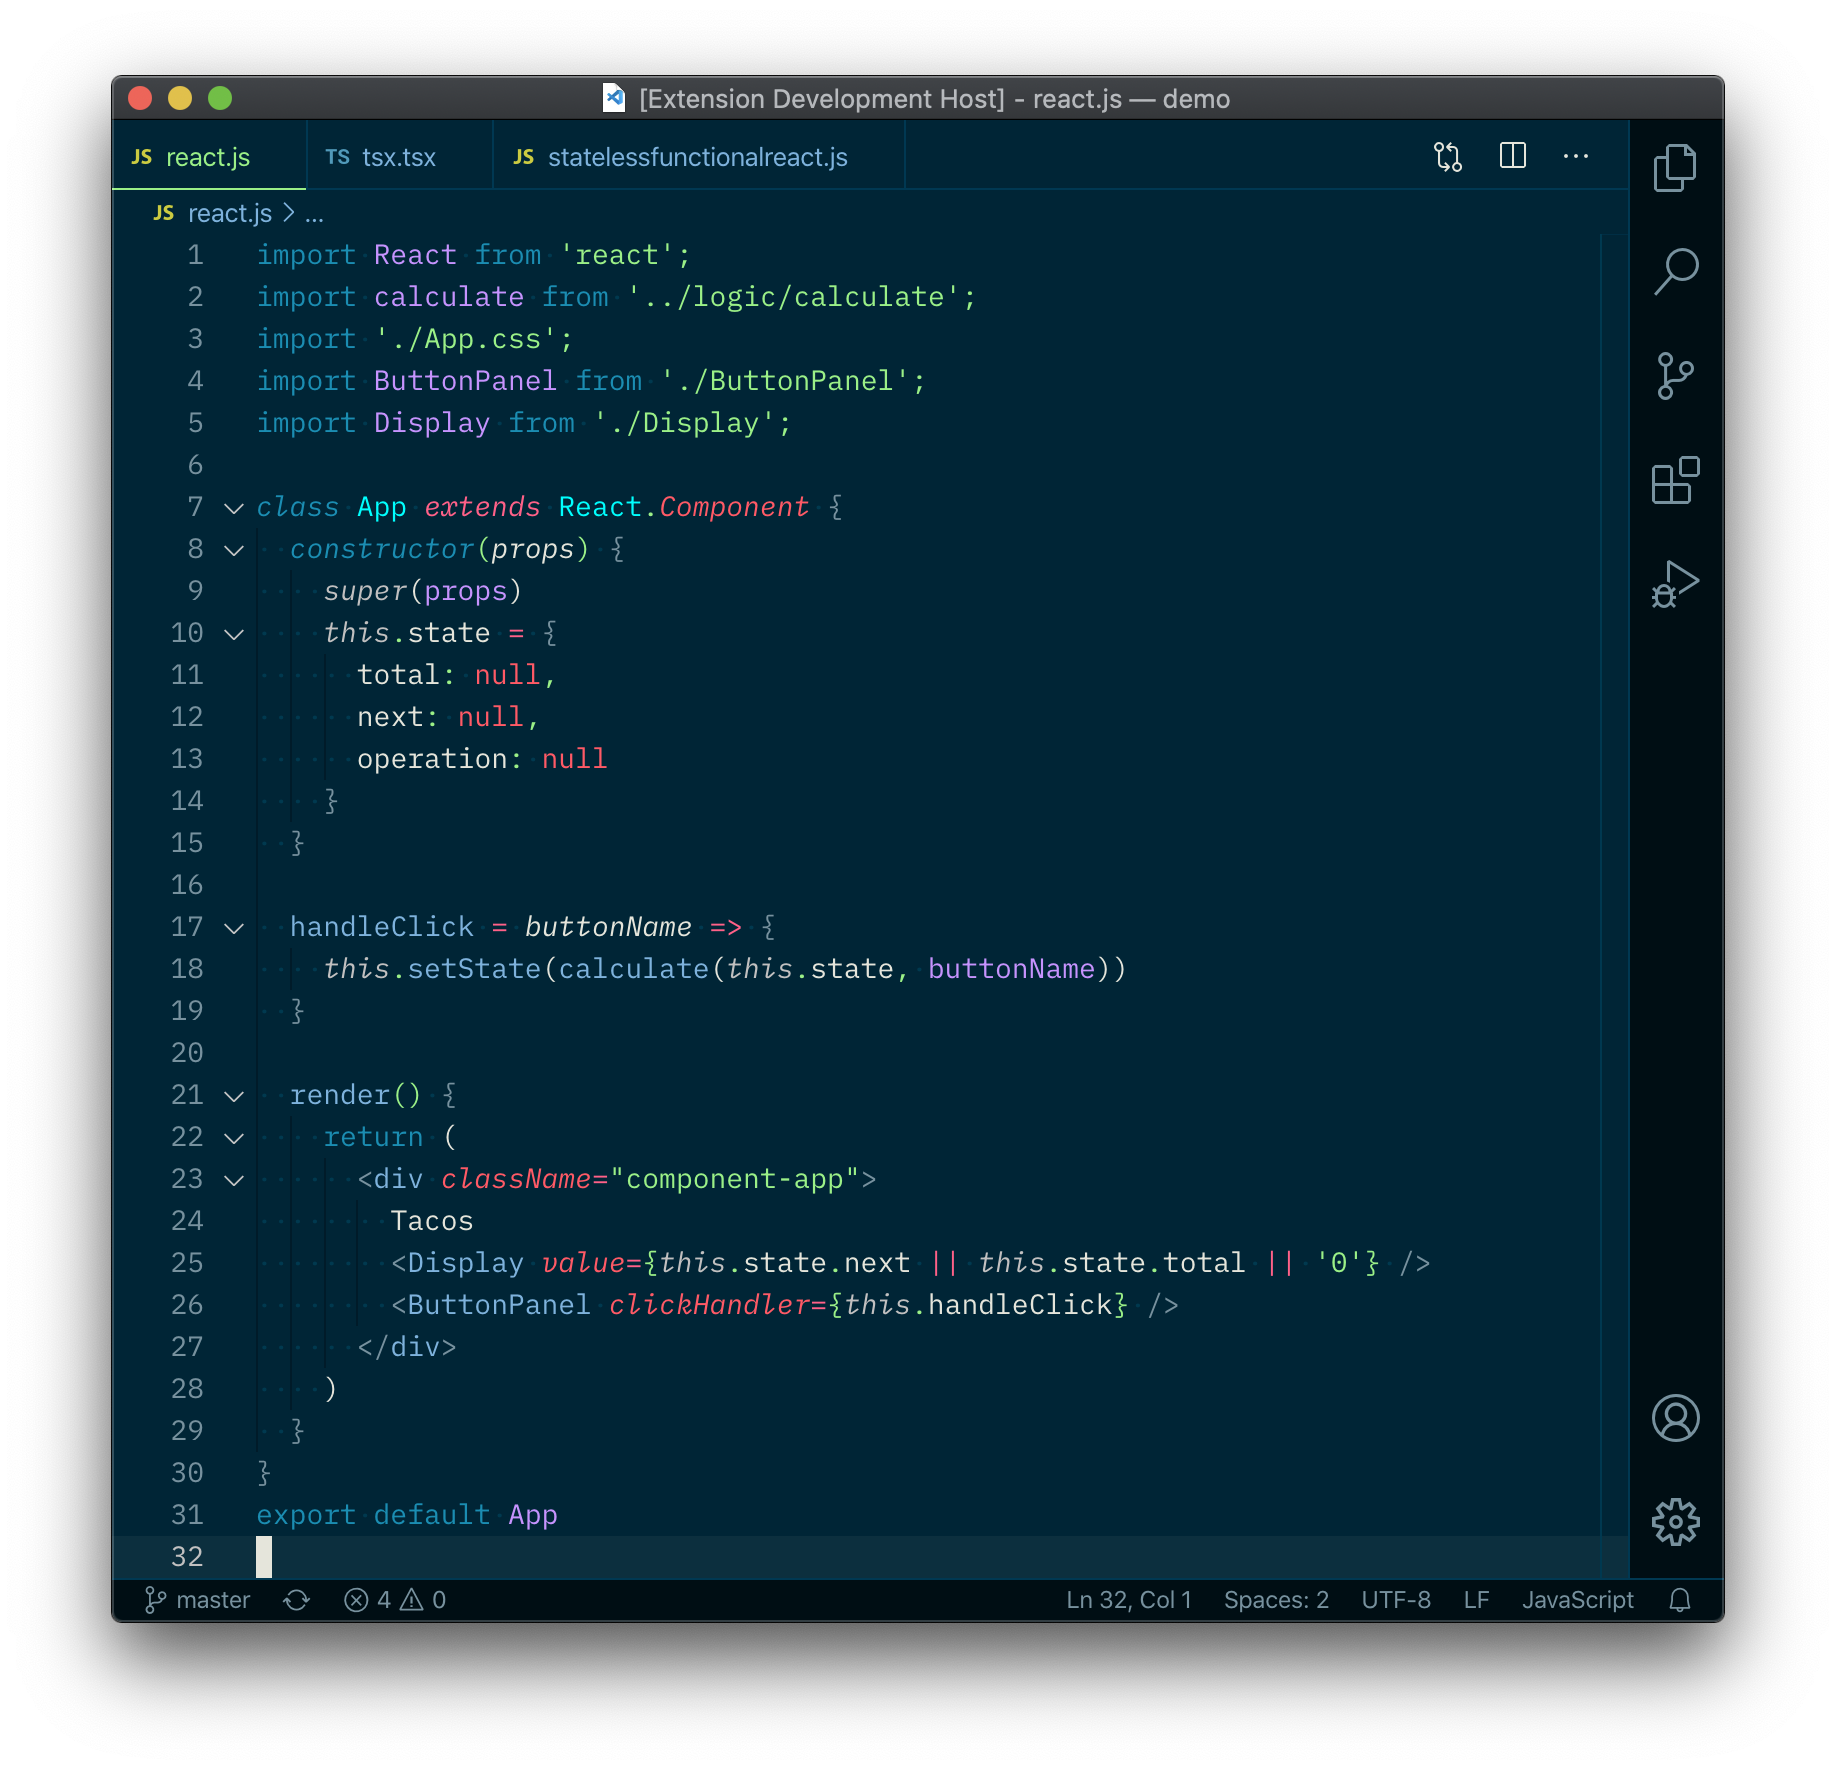 [Extension Development Host] - react.js — demo
JS react.js TS tsx.tsx JS statelessfunctionalreact.js ...
JS react.js > ...
1 import React from 'react';
2 import calculate from '../logic/calculate';
3 import './App.css';
4 import ButtonPanel from './ButtonPanel';
5 import Display from './Display';
6
7 class App extends React.Component {
8   constructor(props) {
9     super(props)
10     this.state = {
11       total: null,
12       next: null,
13       operation: null
14     }
15   }
16
17   handleClick = buttonName => {
18     this.setState(calculate(this.state, buttonName))
19   }
20
21   render() {
22     return (
23       <div className="component-app">
24         Tacos
25         <Display value={this.state.next || this.state.total || '0'} />
26         <ButtonPanel clickHandler={this.handleClick} />
27       </div>
28     )
29   }
30 }
31 export default App
32
master 4 0 Ln 32, Col 1 Spaces: 2 UTF-8 LF JavaScript